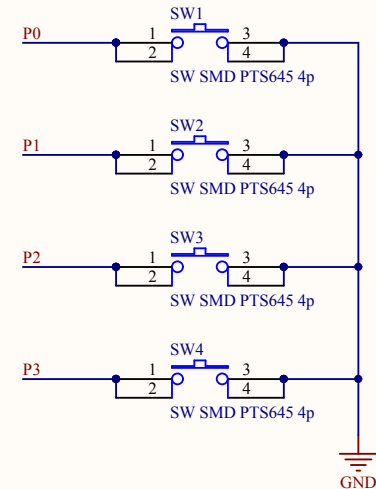 SW1
P0 1 3
2 4
SW SMD PTS645 4p
SW2
P1 1 3
2 4
SW SMD PTS645 4p
SW3
P2 1 3
2 4
SW SMD PTS645 4p
SW4
P3 1 3
2 4
SW SMD PTS645 4p
GND